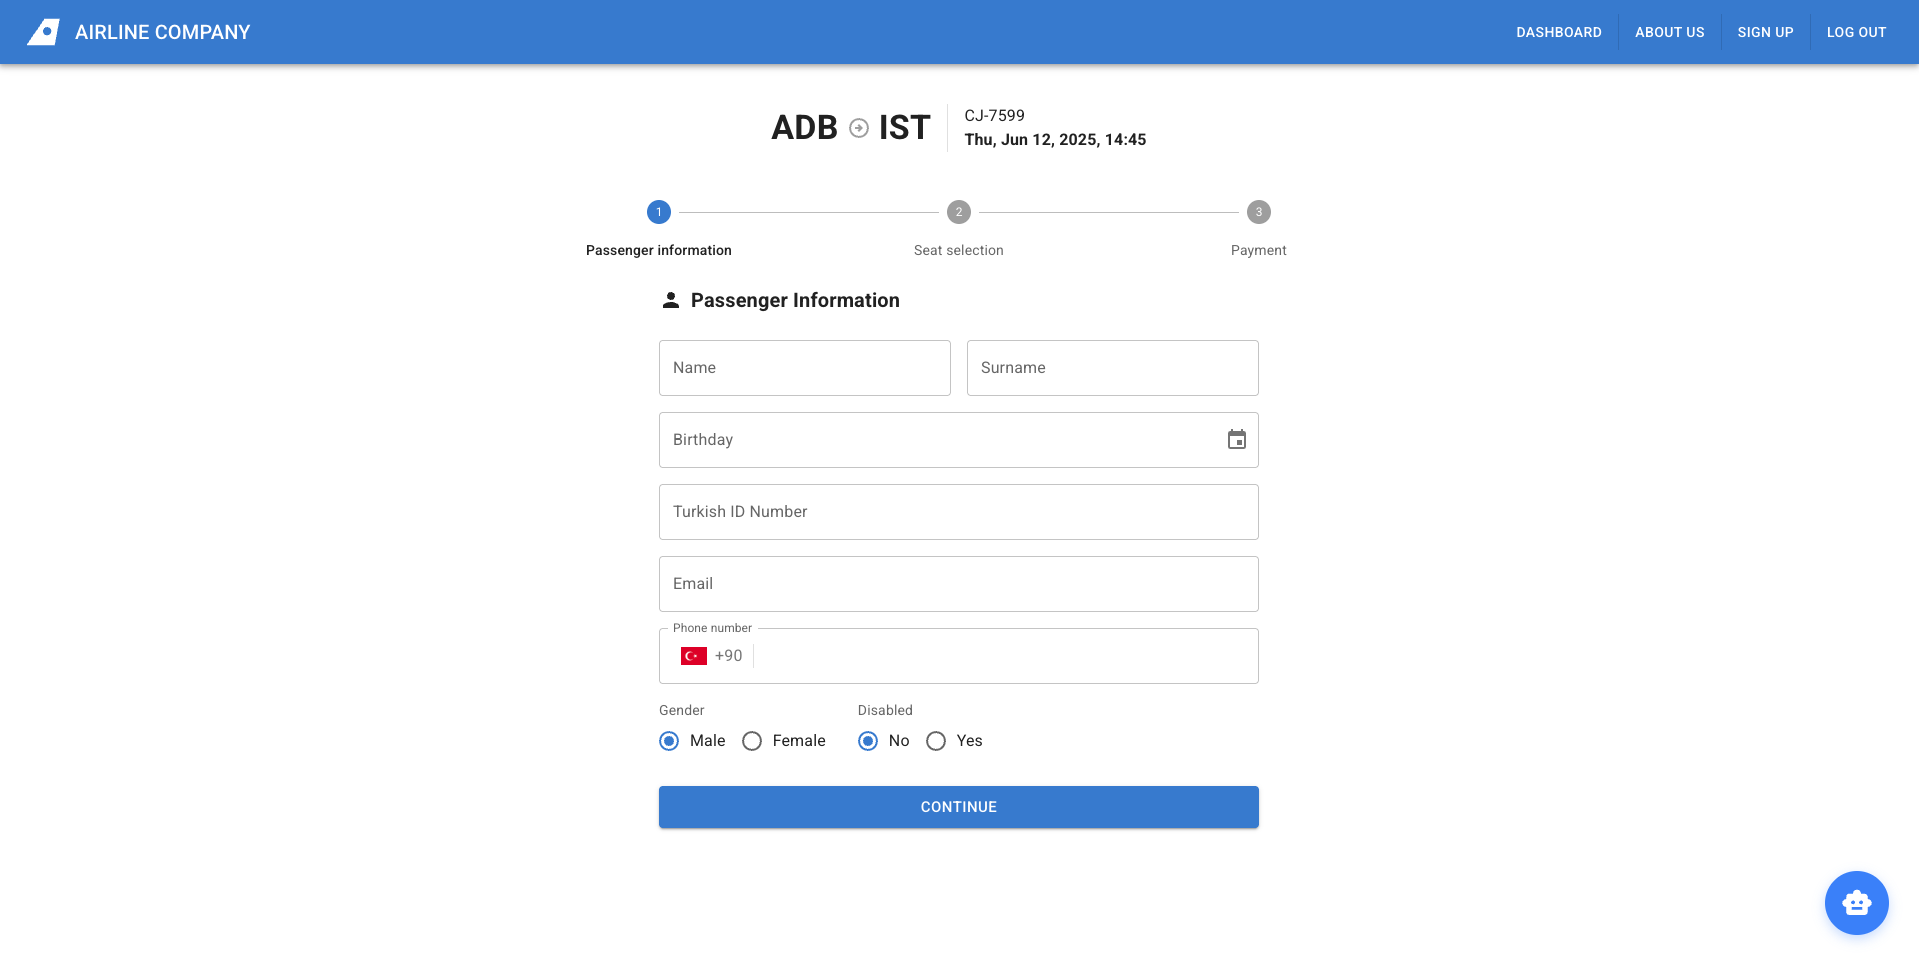 AIRLINE COMPANY
DASHBOARD
ABOUT US
SIGN UP
LOG OUT
ADB
IST
CJ-7599
Thu, Jun 12, 2025, 14:45
1
2
3
Passenger information
Seat selection
Payment
Passenger Information
Name
Surname
Birthday
Turkish ID Number
Email
Phone number
+90
Gender
Disabled
Male
Female
No
Yes
CONTINUE